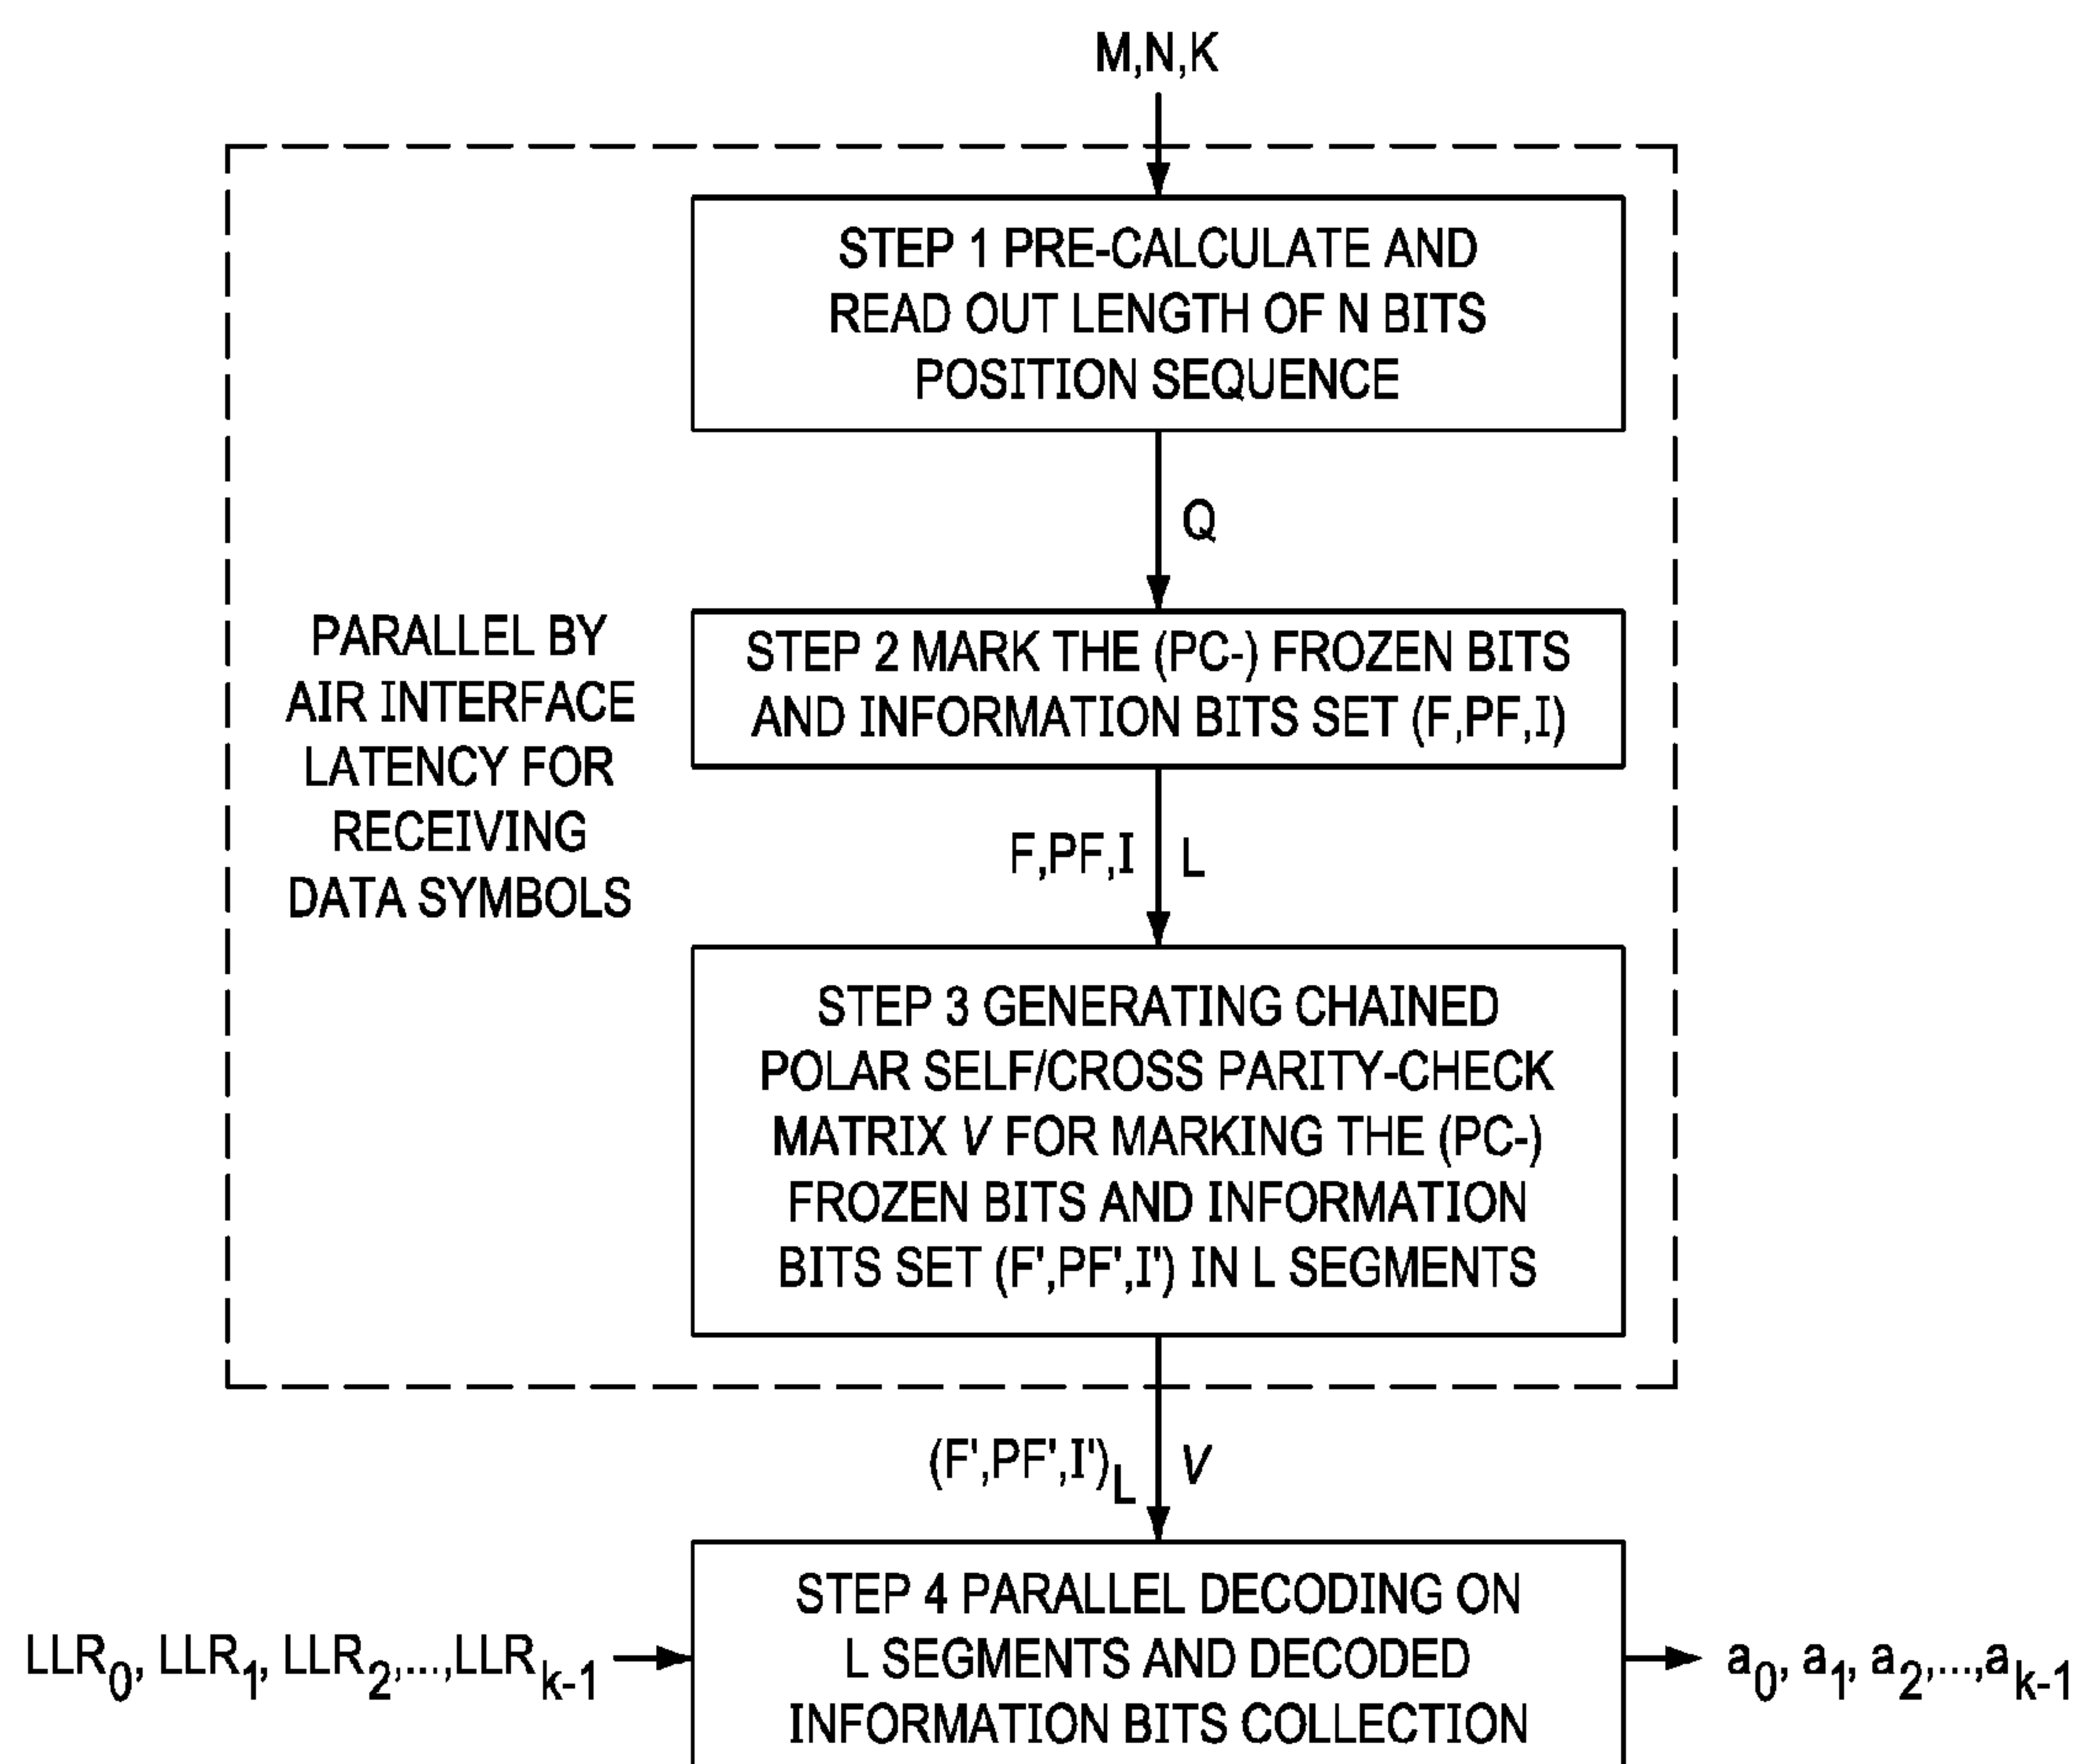 M,N,K
STEP 1 PRE-CALCULATE AND
READ OUT LENGTH OF N BITS
POSITION SEQUENCE
Q
STEP 2 MARK THE (PC-) FROZEN BITS
AND INFORMATION BITS SET (F,PF,I)
PARALLEL BY
AIR INTERFACE
LATENCY FOR
RECEIVING
DATA SYMBOLS
F,PF,I L
STEP 3 GENERATING CHAINED
POLAR SELF/CROSS PARITY-CHECK
MATRIX V FOR MARKING THE (PC-)
FROZEN BITS AND INFORMATION
BITS SET (F',PF',I') IN L SEGMENTS
(F',PF',I')L V
STEP 4 PARALLEL DECODING ON
L SEGMENTS AND DECODED
INFORMATION BITS COLLECTION
LLR0, LLR1, LLR2,...,LLRk-1
a0, a1, a2,...,ak-1